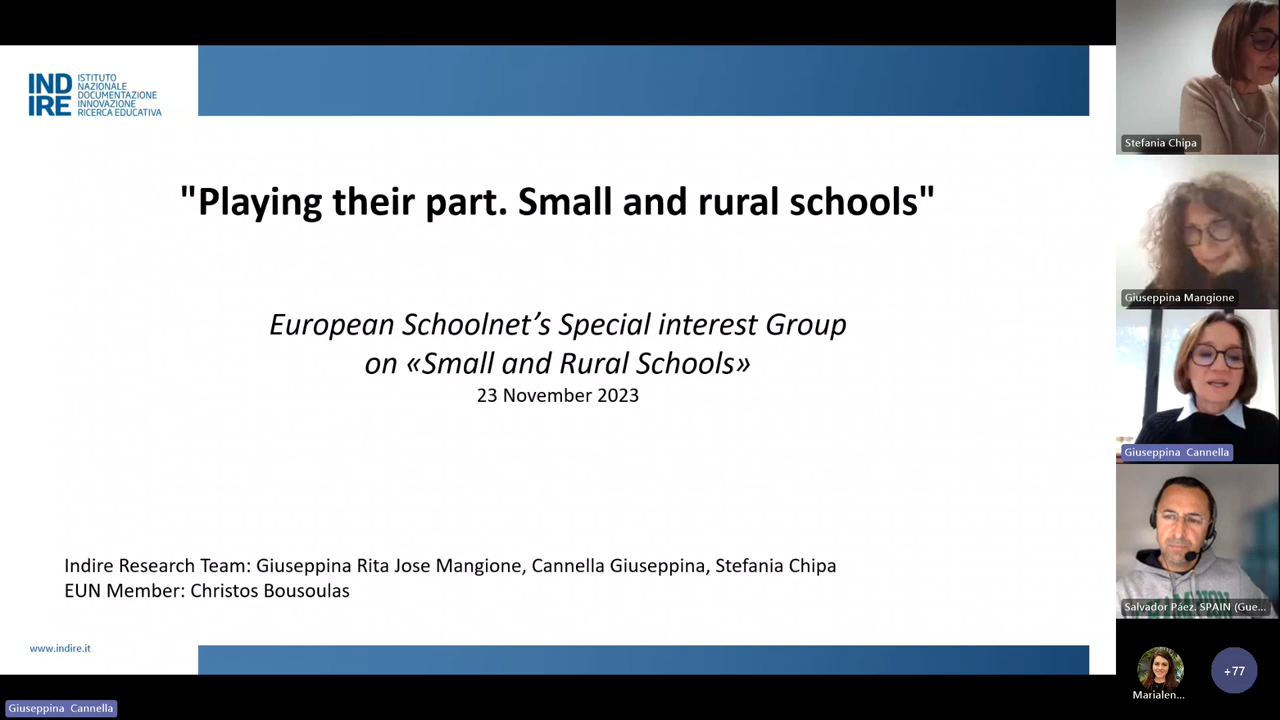 IND
IRE
ISTITUTO
NAZIONALE
DOCUMENTAZIONE
INNOVAZIONE
RICERCA EDUCATIVA
"Playing their part. Small and rural schools"
European Schoolnet’s Special interest Group
on «Small and Rural Schools»
23 November 2023
Indire Research Team: Giuseppina Rita Jose Mangione, Cannella Giuseppina, Stefania Chipa
EUN Member: Christos Bousoulas
www.indire.it
Giuseppina Cannella
Stefania Chipa
Giuseppina Mangione
Giuseppina Cannella
Salvador Páez. SPAIN (Gue...
Marialen...
+77